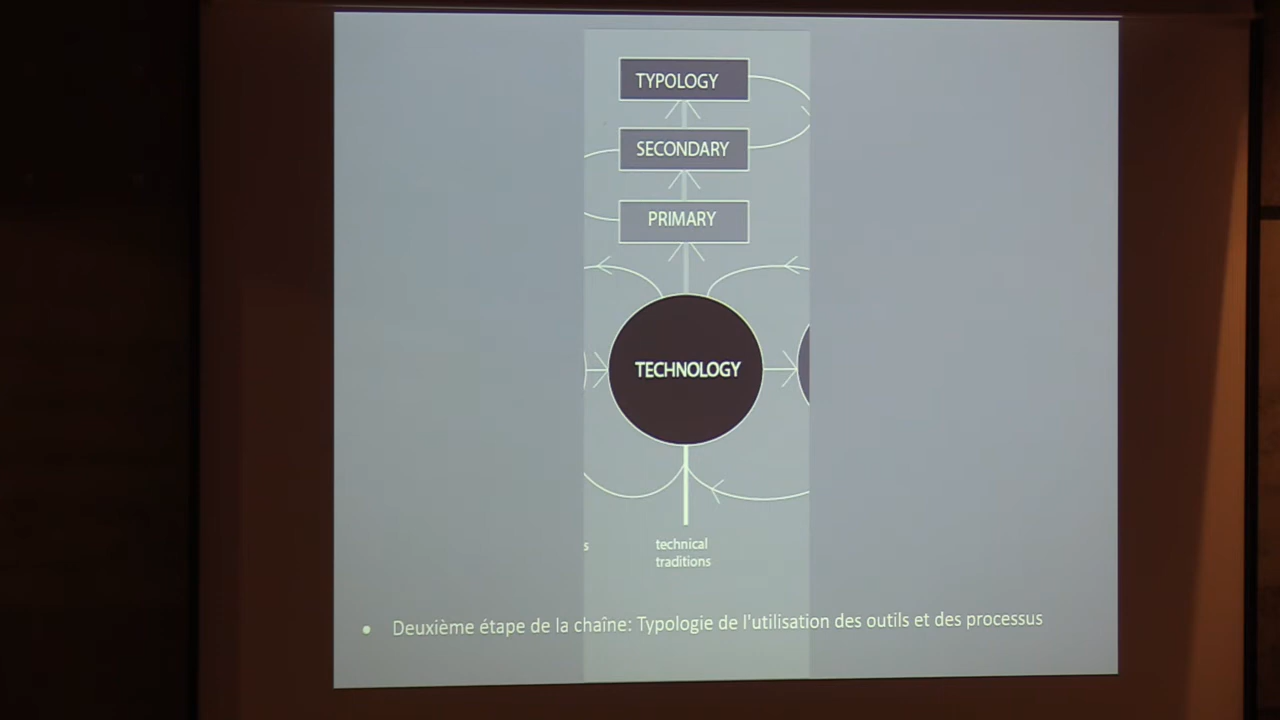 TYPOLOGY
SECONDARY
PRIMARY
TECHNOLOGY
s
technical
traditions
• Deuxième étape de la chaîne: Typologie de l'utilisation des outils et des processus